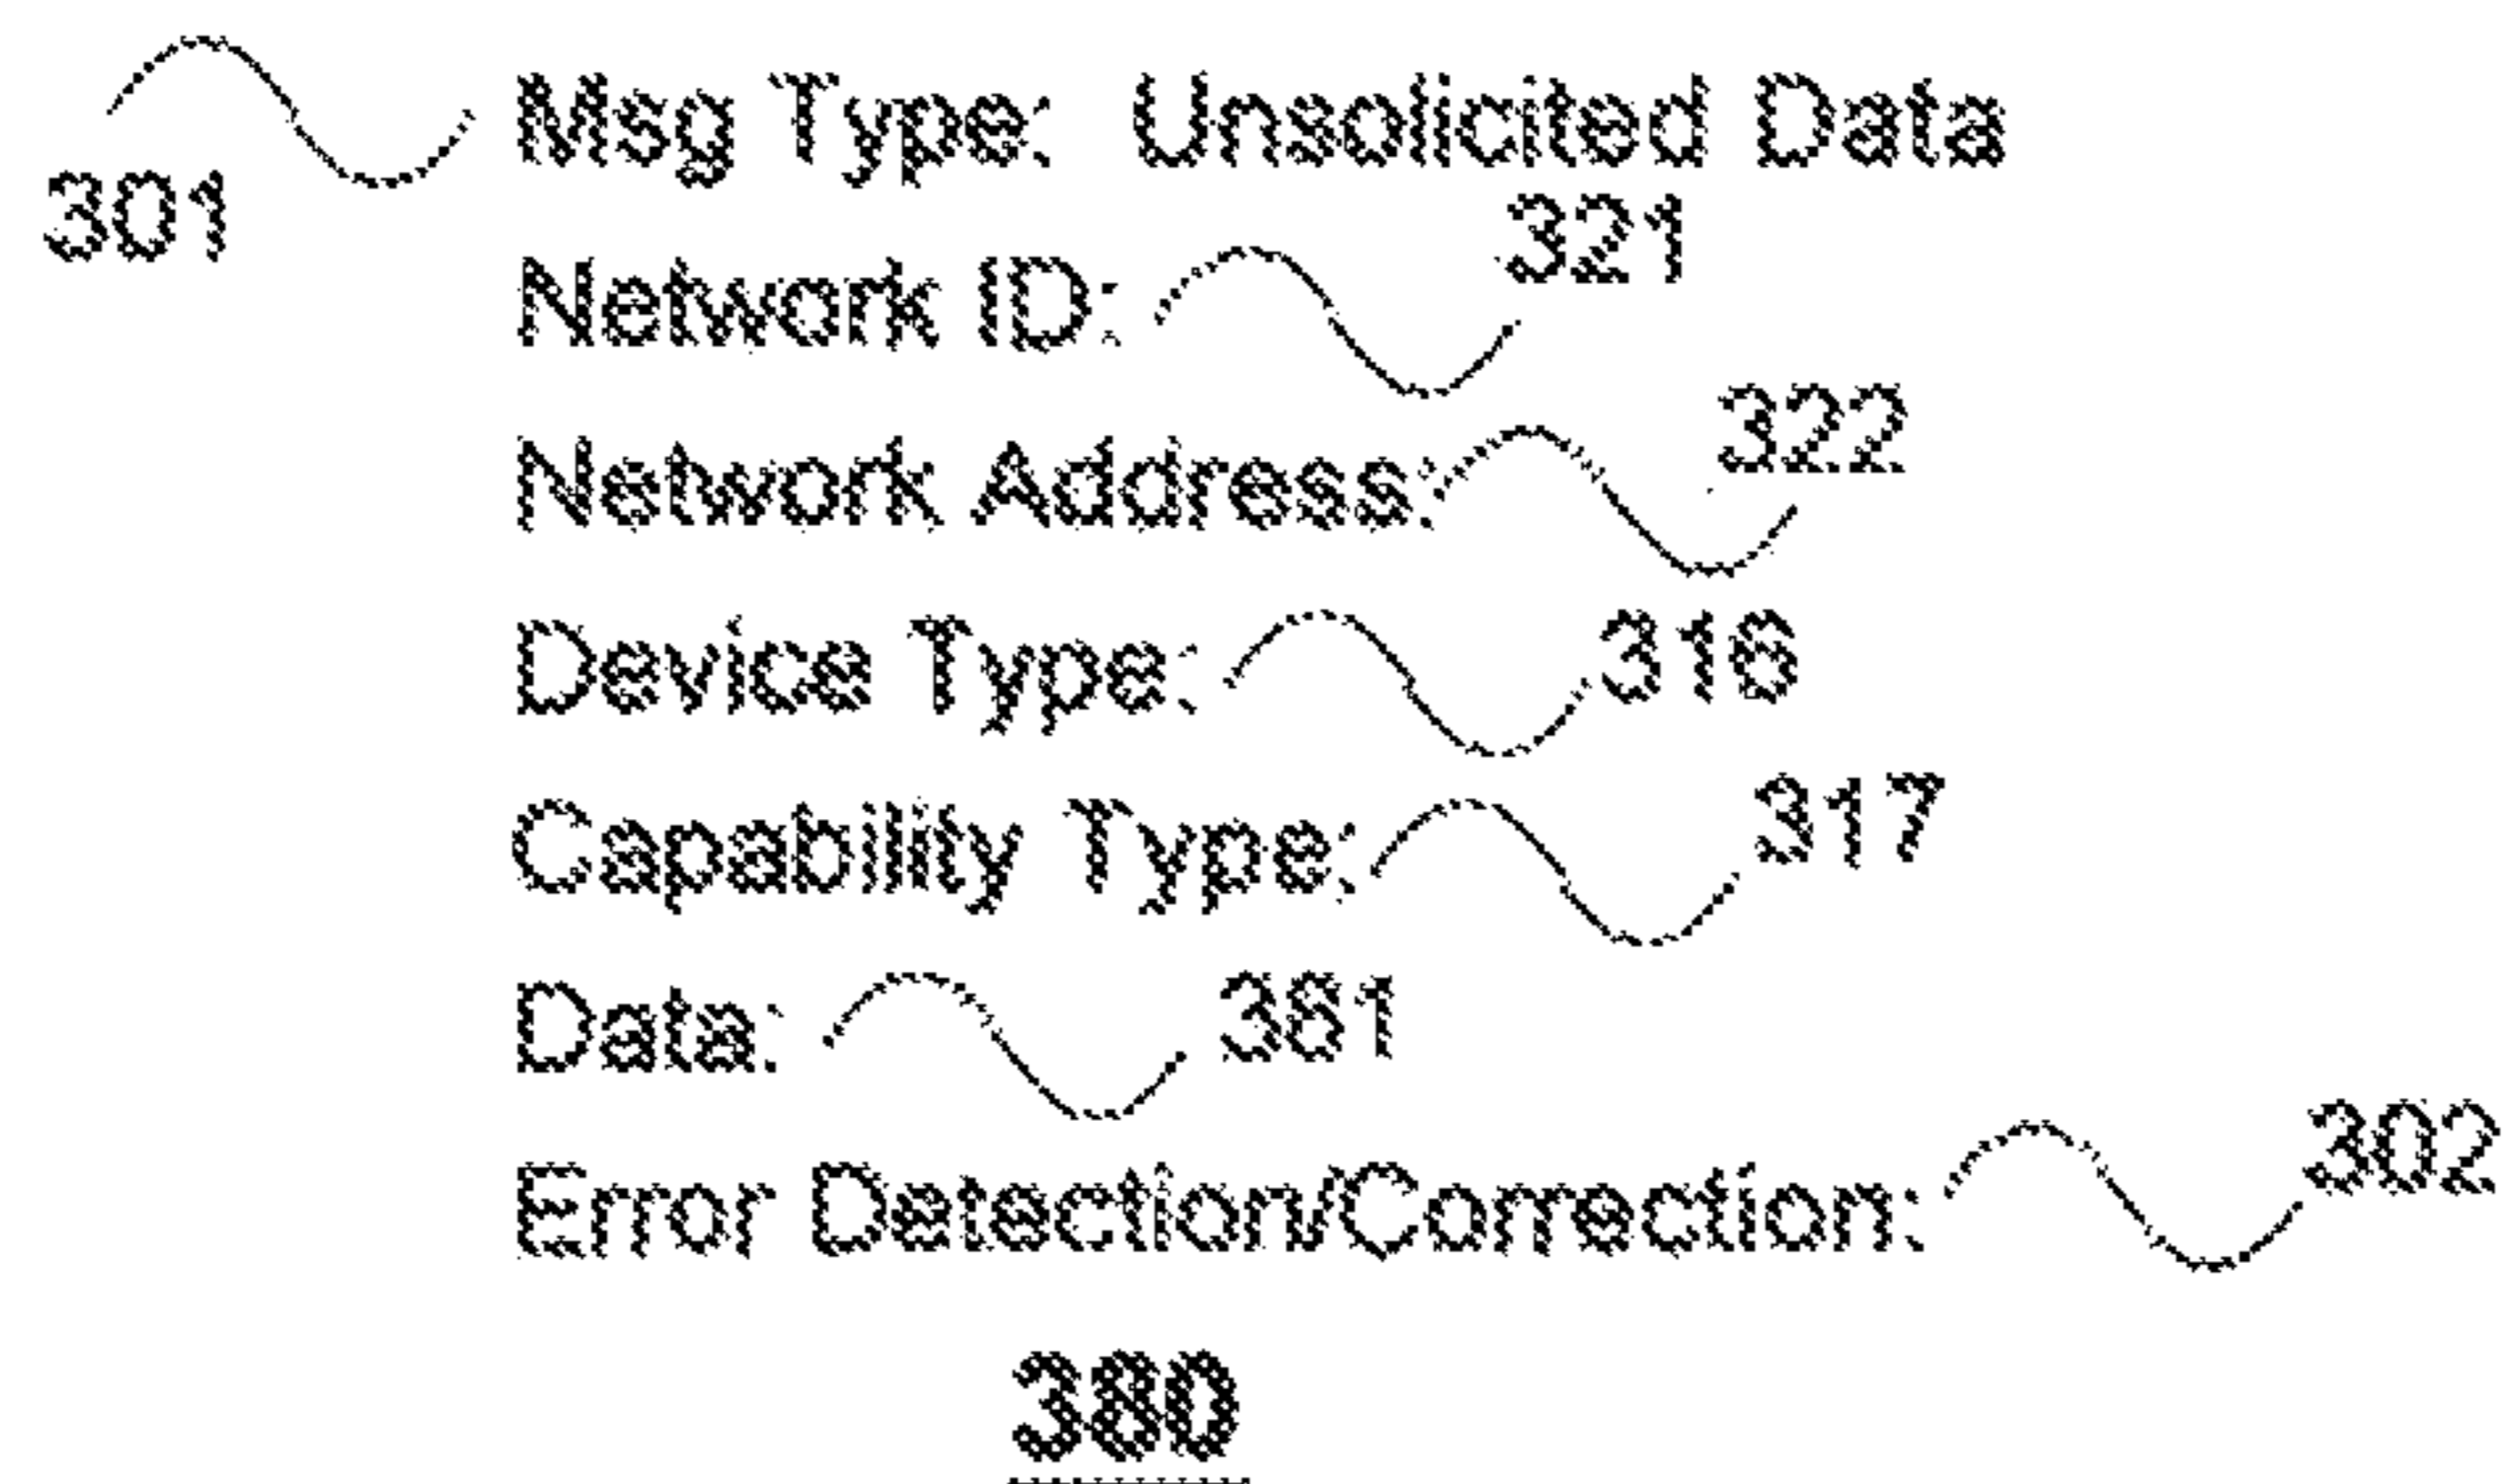 Msg Type: Unsolicited Data
301
321
Network ID:
322
Network Address:
Device Type: 316
317
Capability Type:
Data: 381
302
Error Detection/Correction:
380